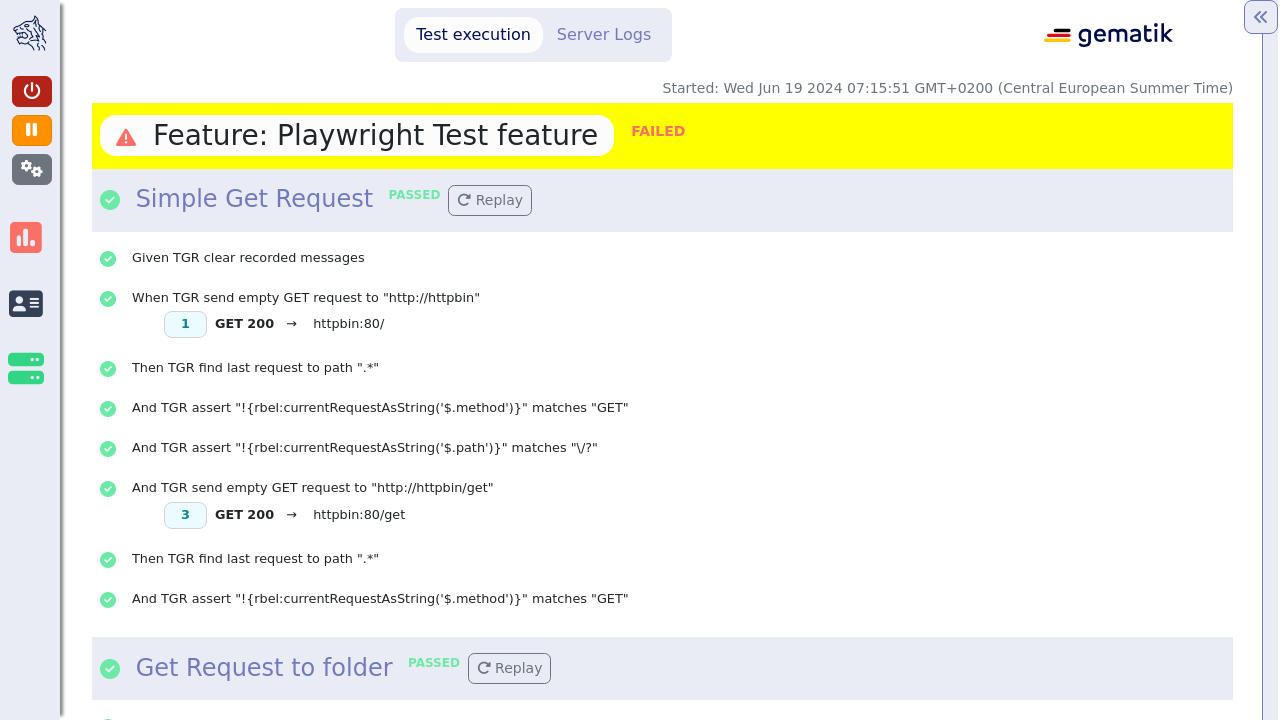 Test execution
Server Logs
gematik
Started: Wed Jun 19 2024 07:15:51 GMT+0200 (Central European Summer Time)
Feature: Playwright Test feature
FAILED
Simple Get Request
PASSED
Replay
Given TGR clear recorded messages
When TGR send empty GET request to "http://httpbin"
1 GET 200 → httpbin:80/
Then TGR find last request to path ".*"
And TGR assert "!{rbel:currentRequestAsString('$.method')}" matches "GET"
And TGR assert "!{rbel:currentRequestAsString('$.path')}" matches "\/?"
And TGR send empty GET request to "http://httpbin/get"
3 GET 200 → httpbin:80/get
Then TGR find last request to path ".*"
And TGR assert "!{rbel:currentRequestAsString('$.method')}" matches "GET"
Get Request to folder
PASSED
Replay